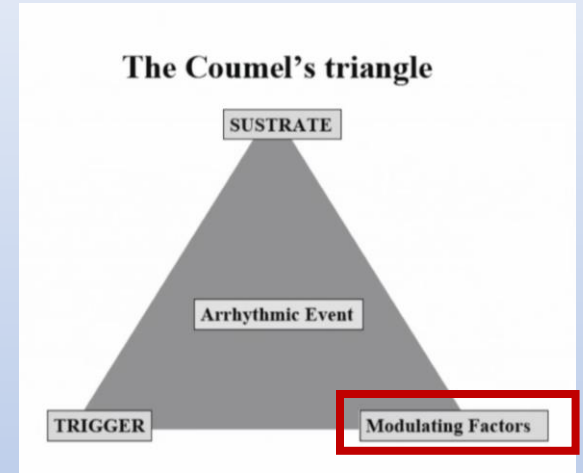 The Coumel's triangle
SUSTRATE
Arrhythmic Event
TRIGGER
Modulating Factors